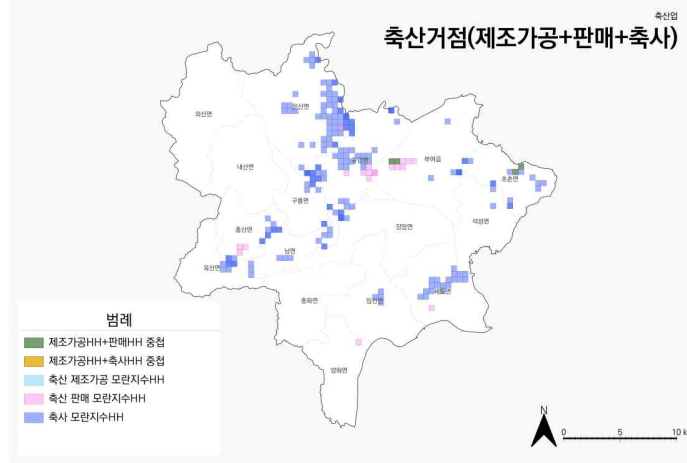 축산업
축산거점(제조가공+판매+축사)
외산면
은산면
내산면
규암면
부여읍
초촌면
구룡면
홍산면
석성면
장암면
남면
옥산면
세도면
충화면
임천면
양화면
범례
제조가공HH+판매HH 중첩
제조가공HH+축사HH 중첩
축산 제조가공 모란지수HH
축산 판매 모란지수HH
축사 모란지수HH
N
0 5 10 k